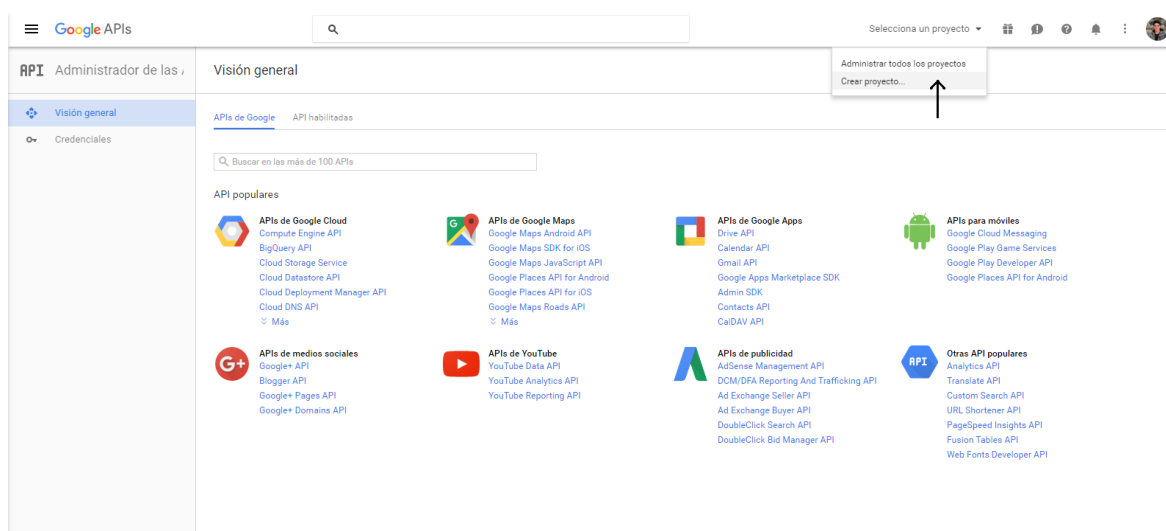 Google APIs
Selecciona un proyecto
Administrar todos los proyectos
Crear proyecto...
API Administrador de las
Visión general
Visión general
Credenciales
APIs de Google API habilitadas
Buscar en las más de 100 APIs
API populares
APIs de Google Cloud
Compute Engine API
BigQuery API
Cloud Storage Service
Cloud Datastore API
Cloud Deployment Manager API
Cloud DNS API
Más
APIs de Google Maps
Google Maps Android API
Google Maps SDK for iOS
Google Maps JavaScript API
Google Places API for Android
Google Places API for iOS
Google Maps Roads API
Más
APIs de Google Apps
Drive API
Calendar API
Gmail API
Google Apps Marketplace SDK
Admin SDK
Contacts API
CalDAV API
APIs para móviles
Google Cloud Messaging
Google Play Game Services
Google Play Developer API
Google Places API for Android
G+
APIs de medios sociales
Google+ API
Blogger API
Google+ Pages API
Google+ Domains API
APIs de YouTube
YouTube Data API
YouTube Analytics API
YouTube Reporting API
APIs de publicidad
AdSense Management API
DCM/DFA Reporting And Trafficking API
Ad Exchange Seller API
Ad Exchange Buyer API
DoubleClick Search API
DoubleClick Bid Manager API
API
Otras API populares
Analytics API
Translate API
Custom Search API
URL Shortener API
PageSpeed Insights API
Fusion Tables API
Web Fonts Developer API